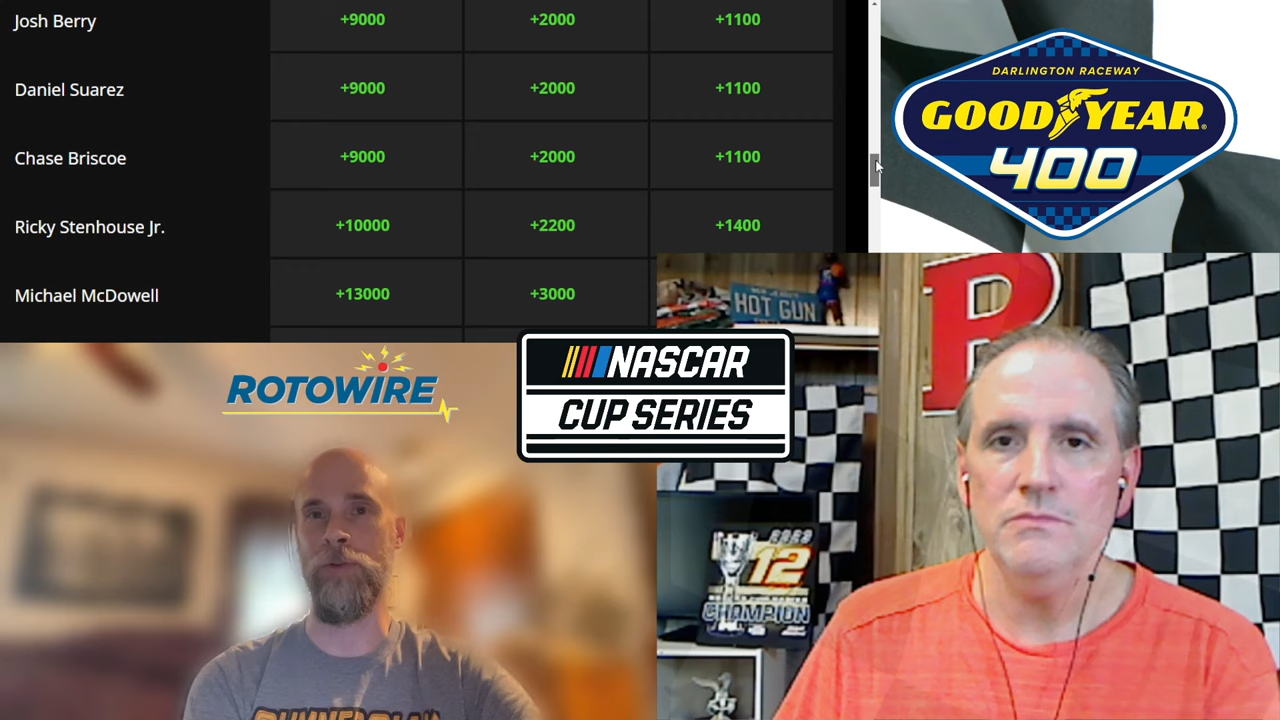 Josh Berry +9000 +2000 +1100
Daniel Suarez +9000 +2000 +1100
Chase Briscoe +9000 +2000 +1100
Ricky Stenhouse Jr. +10000 +2200 +1400
Michael McDowell +13000 +3000
DARLINGTON RACEWAY
GOODYEAR
400
HOT GUN
R
ROTOWIRE
NASCAR
CUP SERIES
2023
12
CHAMPION